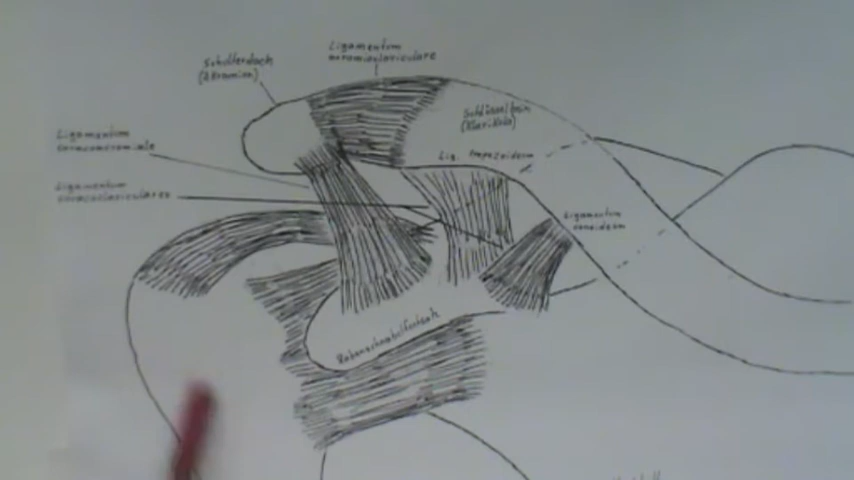 Ligamentum
acromioclaviculare
Schulterdach
(Akromion)
Schlüsselbein
(Klavikula)
Ligamentum
coracoacromiale
Lig. trapezoideum
Ligamentum
coracoclaviculare
Ligamentum
conoideum
Rabenschnabelfortsatz